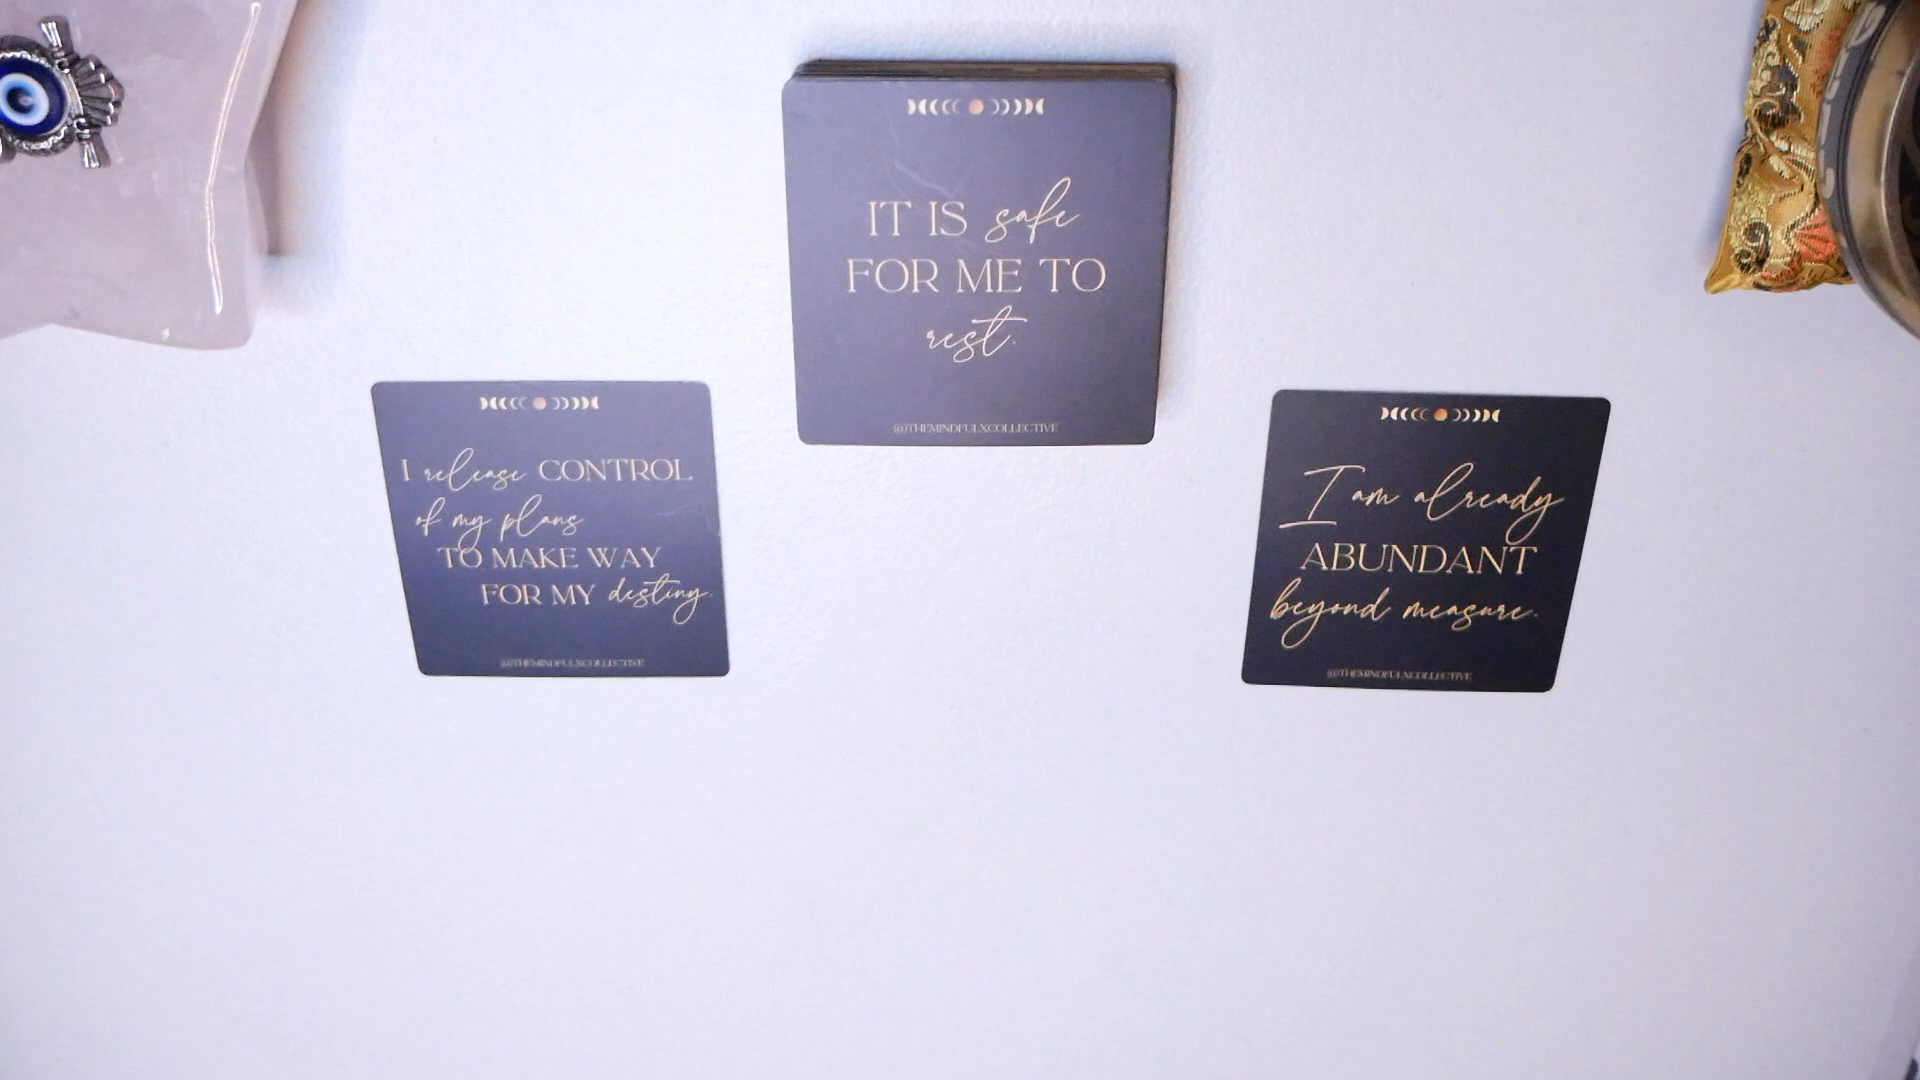 IT IS safe
FOR ME TO
rest.
@THEMINDFULXCOLLECTIVE
I release CONTROL
of my plans
TO MAKE WAY
FOR MY destiny.
@THEMINDFULXCOLLECTIVE
I am already
ABUNDANT
beyond measure.
@THEMINDFULXCOLLECTIVE